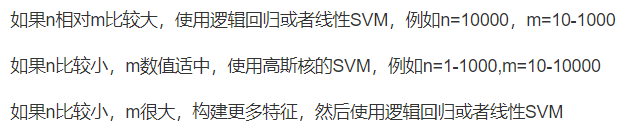 如果n相对m比较大，使用逻辑回归或者线性SVM，例如n=10000，m=10-1000
如果n比较小，m数值适中，使用高斯核的SVM，例如n=1-1000,m=10-10000
如果n比较小，m很大，构建更多特征，然后使用逻辑回归或者线性SVM